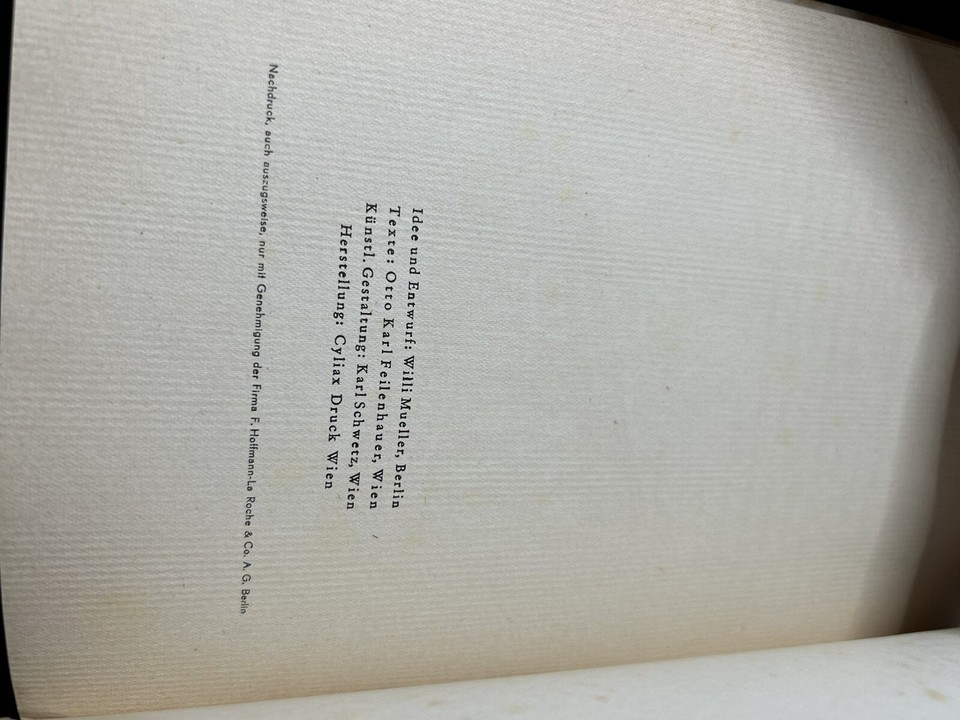 Idee und Entwurf: Willi Mueller, Berlin
Texte: Otto Karl Feilenhauer, Wien
Künstl. Gestaltung: Karl Schwetz, Wien
Herstellung: Cyliax Druck Wien
Nachdruck, auch auszugsweise, nur mit Genehmigung der Firma F. Hoffmann-La Roche & Co. A. G. Berlin